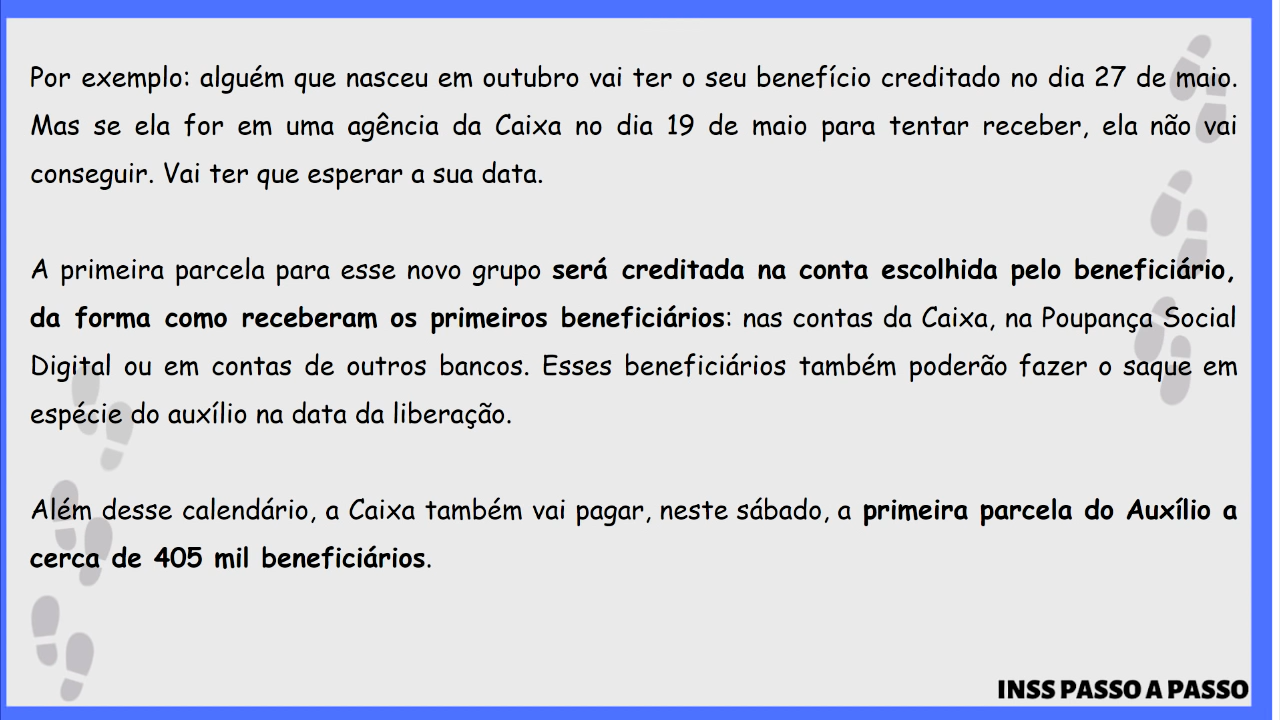 Por exemplo: alguém que nasceu em outubro vai ter o seu benefício creditado no dia 27 de maio.
Mas se ela for em uma agência da Caixa no dia 19 de maio para tentar receber, ela não vai
conseguir. Vai ter que esperar a sua data.
A primeira parcela para esse novo grupo será creditada na conta escolhida pelo beneficiário,
da forma como receberam os primeiros beneficiários: nas contas da Caixa, na Poupança Social
Digital ou em contas de outros bancos. Esses beneficiários também poderão fazer o saque em
espécie do auxílio na data da liberação.
Além desse calendário, a Caixa também vai pagar, neste sábado, a primeira parcela do Auxílio a
cerca de 405 mil beneficiários.
INSS PASSO A PASSO